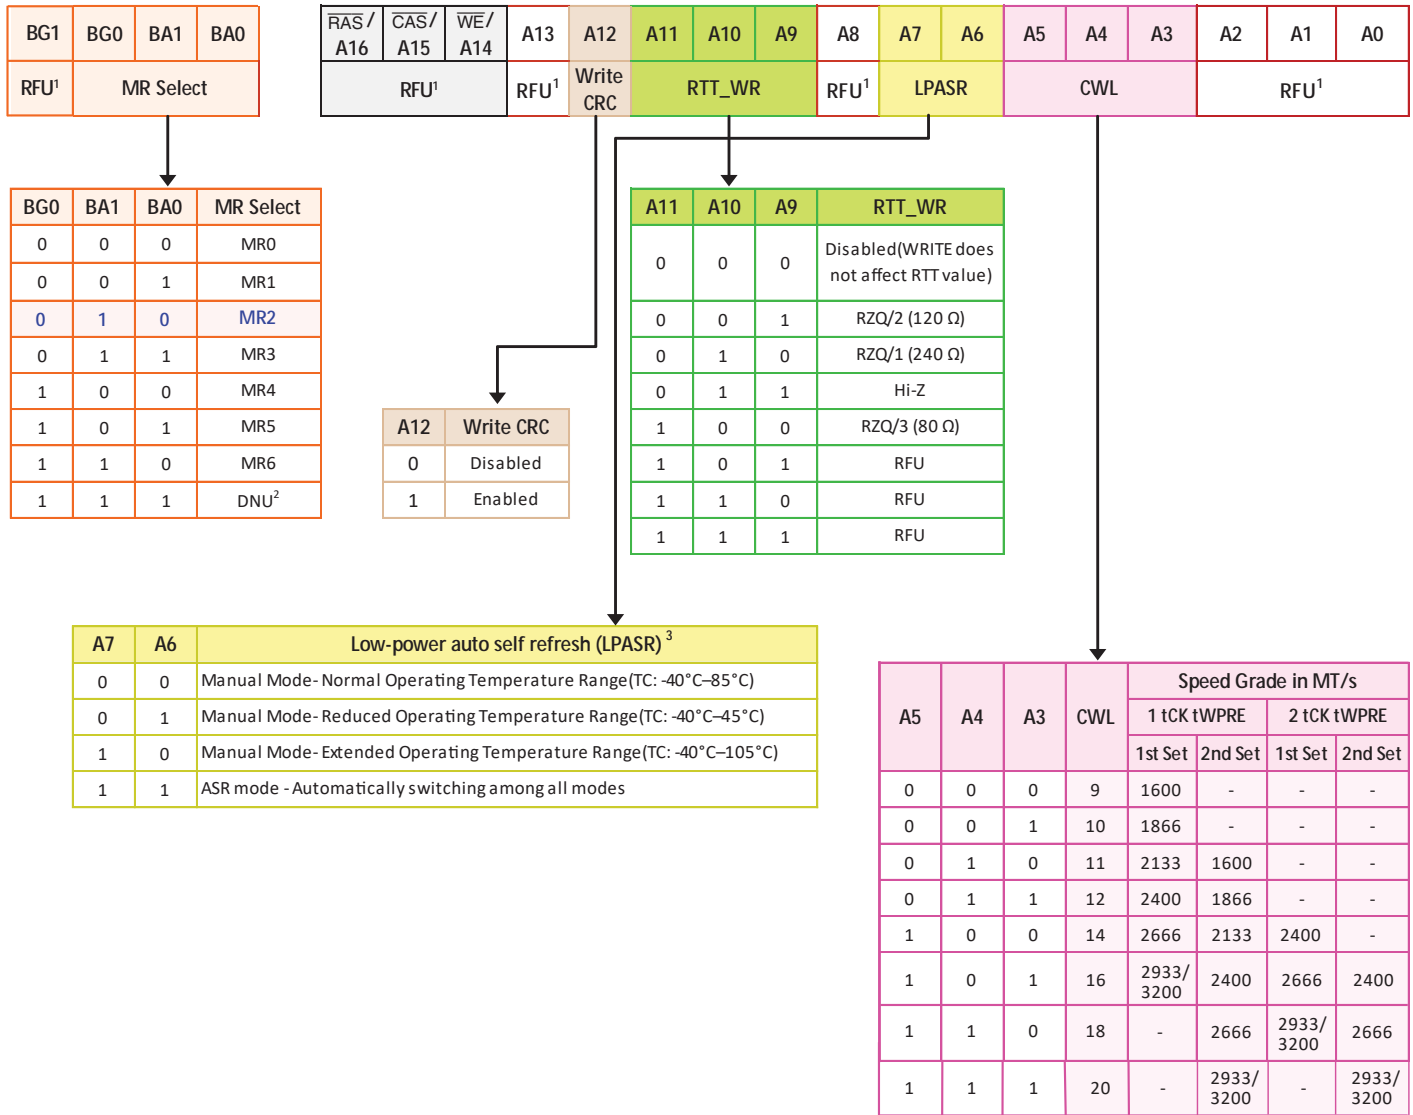 BG1 BG0 BA1 BA0
RFU¹ MR Select
RAS/ A16 CAS/ A15 WE/ A14 A13 A12 A11 A10 A9 A8 A7 A6 A5 A4 A3 A2 A1 A0
RFU¹ RFU¹ Write CRC RTT_WR RFU¹ LPASR CWL RFU¹
BG0 BA1 BA0 MR Select
0 0 0 MR0
0 0 1 MR1
0 1 0 MR2
0 1 1 MR3
1 0 0 MR4
1 0 1 MR5
1 1 0 MR6
1 1 1 DNU²
A12 Write CRC
0 Disabled
1 Enabled
A11 A10 A9 RTT_WR
0 0 0 Disabled(WRITE does not affect RTT value)
0 0 1 RZQ/2 (120 Ω)
0 1 0 RZQ/1 (240 Ω)
0 1 1 Hi-Z
1 0 0 RZQ/3 (80 Ω)
1 0 1 RFU
1 1 0 RFU
1 1 1 RFU
A7 A6 Low-power auto self refresh (LPASR) ³
0 0 Manual Mode- Normal Operating Temperature Range(TC: -40°C–85°C)
0 1 Manual Mode- Reduced Operating Temperature Range(TC: -40°C–45°C)
1 0 Manual Mode- Extended Operating Temperature Range(TC: -40°C–105°C)
1 1 ASR mode - Automatically switching among all modes
A5 A4 A3 CWL Speed Grade in MT/s
1 tCK tWPRE 2 tCK tWPRE
1st Set 2nd Set 1st Set 2nd Set
0 0 0 9 1600 - - -
0 0 1 10 1866 - - -
0 1 0 11 2133 1600 - -
0 1 1 12 2400 1866 - -
1 0 0 14 2666 2133 2400 -
1 0 1 16 2933/3200 2400 2666 2400
1 1 0 18 - 2666 2933/3200 2666
1 1 1 20 - 2933/3200 - 2933/3200